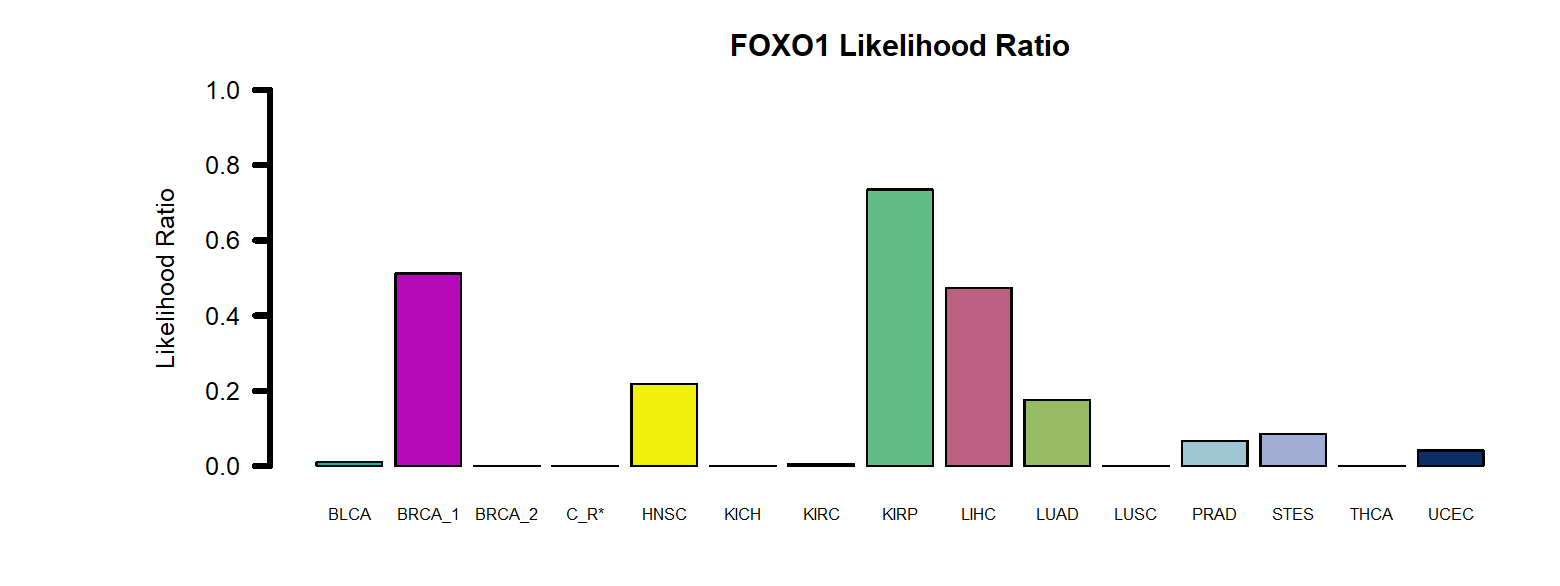 FOXO1 Likelihood Ratio
Likelihood Ratio
1.0
0.8
0.6
0.4
0.2
0.0
BLCA BRCA_1 BRCA_2 C_R* HNSC KICH KIRC KIRP LIHC LUAD LUSC PRAD STES THCA UCEC